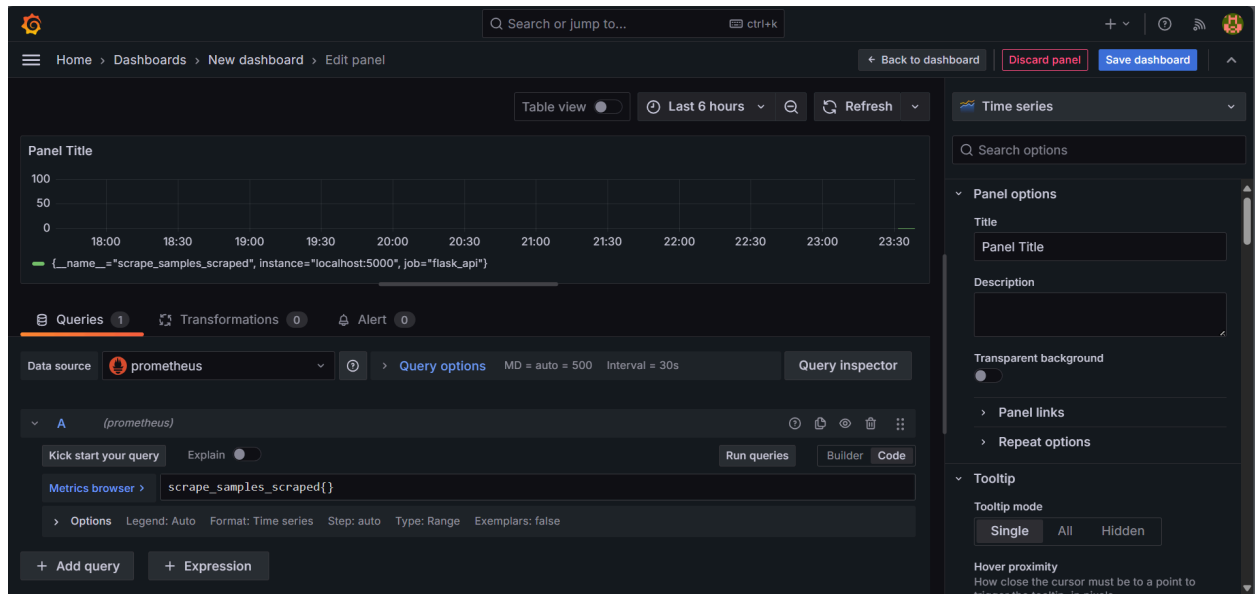 Search or jump to... ctrl+k
Home › Dashboards › New dashboard › Edit panel
Back to dashboard Discard panel Save dashboard
Table view Last 6 hours Refresh
Panel Title
100
50
0
18:00 18:30 19:00 19:30 20:00 20:30 21:00 21:30 22:00 22:30 23:00 23:30
{__name__="scrape_samples_scraped", instance="localhost:5000", job="flask_api"}
Queries 1 Transformations 0 Alert 0
Data source prometheus Query options MD = auto = 500 Interval = 30s Query inspector
A (prometheus)
Kick start your query Explain Run queries Builder Code
Metrics browser > scrape_samples_scraped{}
Options Legend: Auto Format: Time series Step: auto Type: Range Exemplars: false
+ Add query + Expression
Time series
Search options
Panel options
Title
Panel Title
Description
Transparent background
Panel links
Repeat options
Tooltip
Tooltip mode
Single All Hidden
Hover proximity
How close the cursor must be to a point to
trigger the tooltip, in pixels